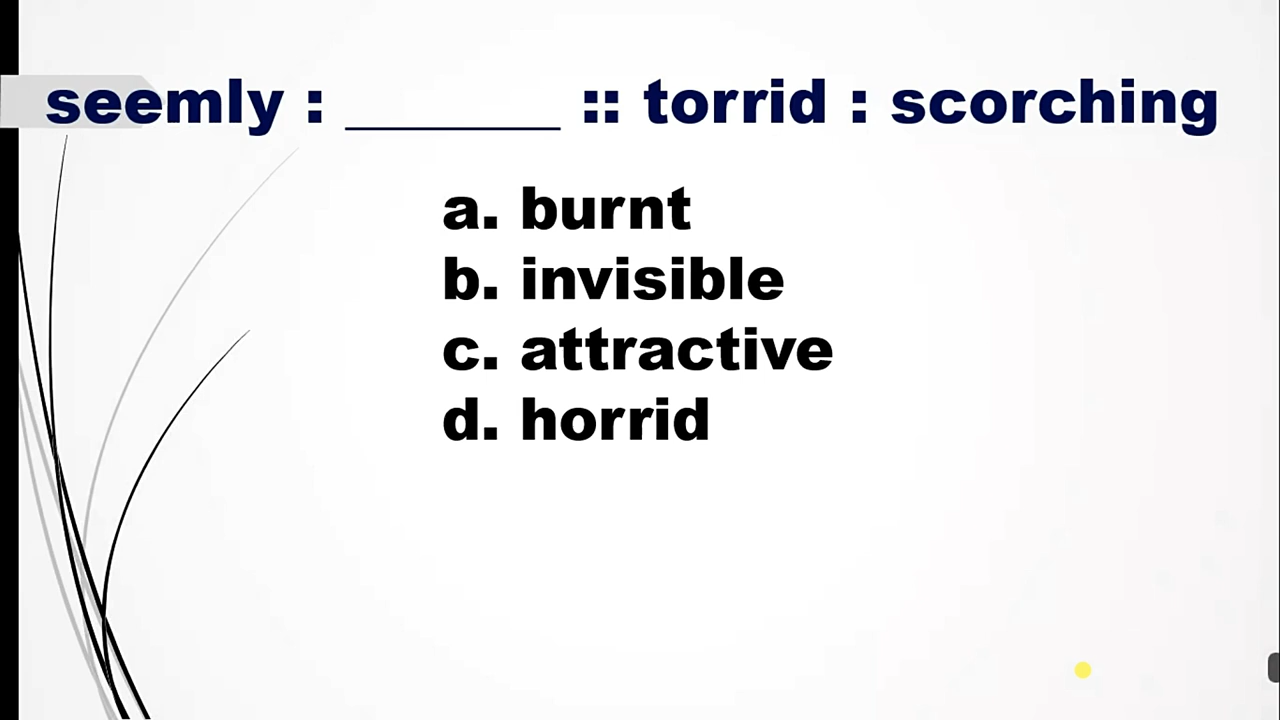 seemly : _______ :: torrid : scorching
a. burnt
b. invisible
c. attractive
d. horrid